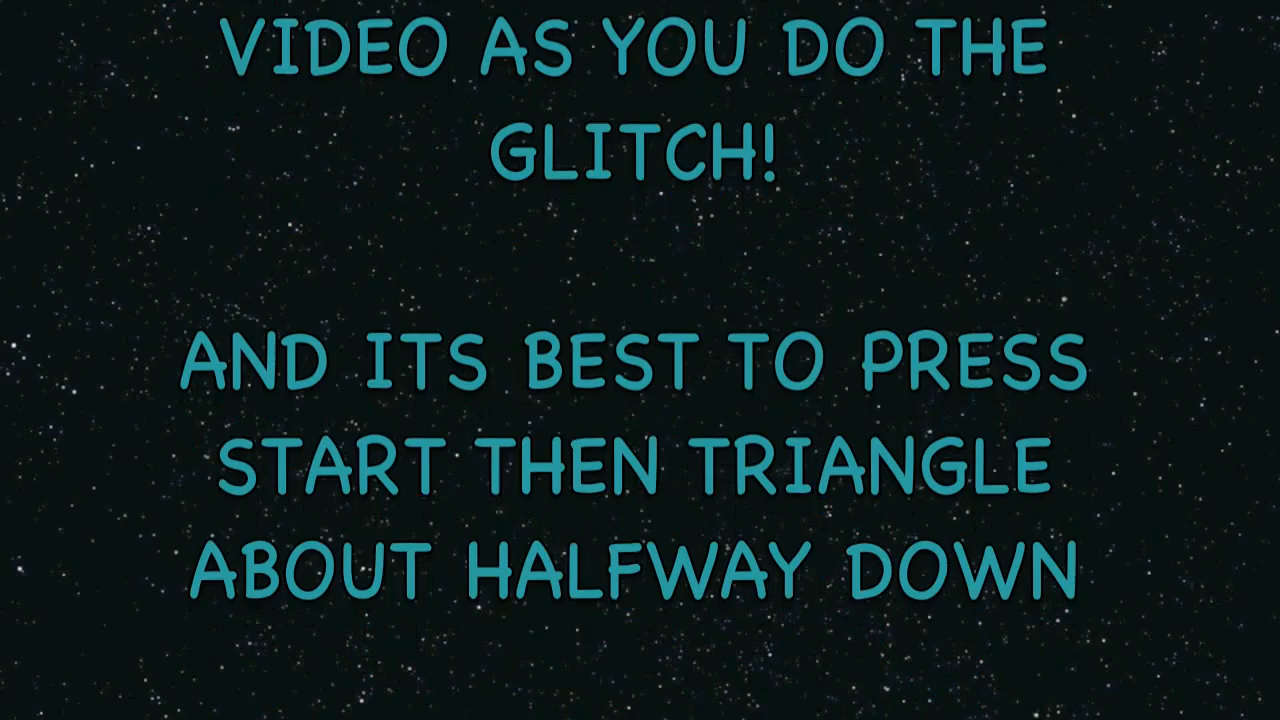 VIDEO AS YOU DO THE
GLITCH!
AND ITS BEST TO PRESS
START THEN TRIANGLE
ABOUT HALFWAY DOWN